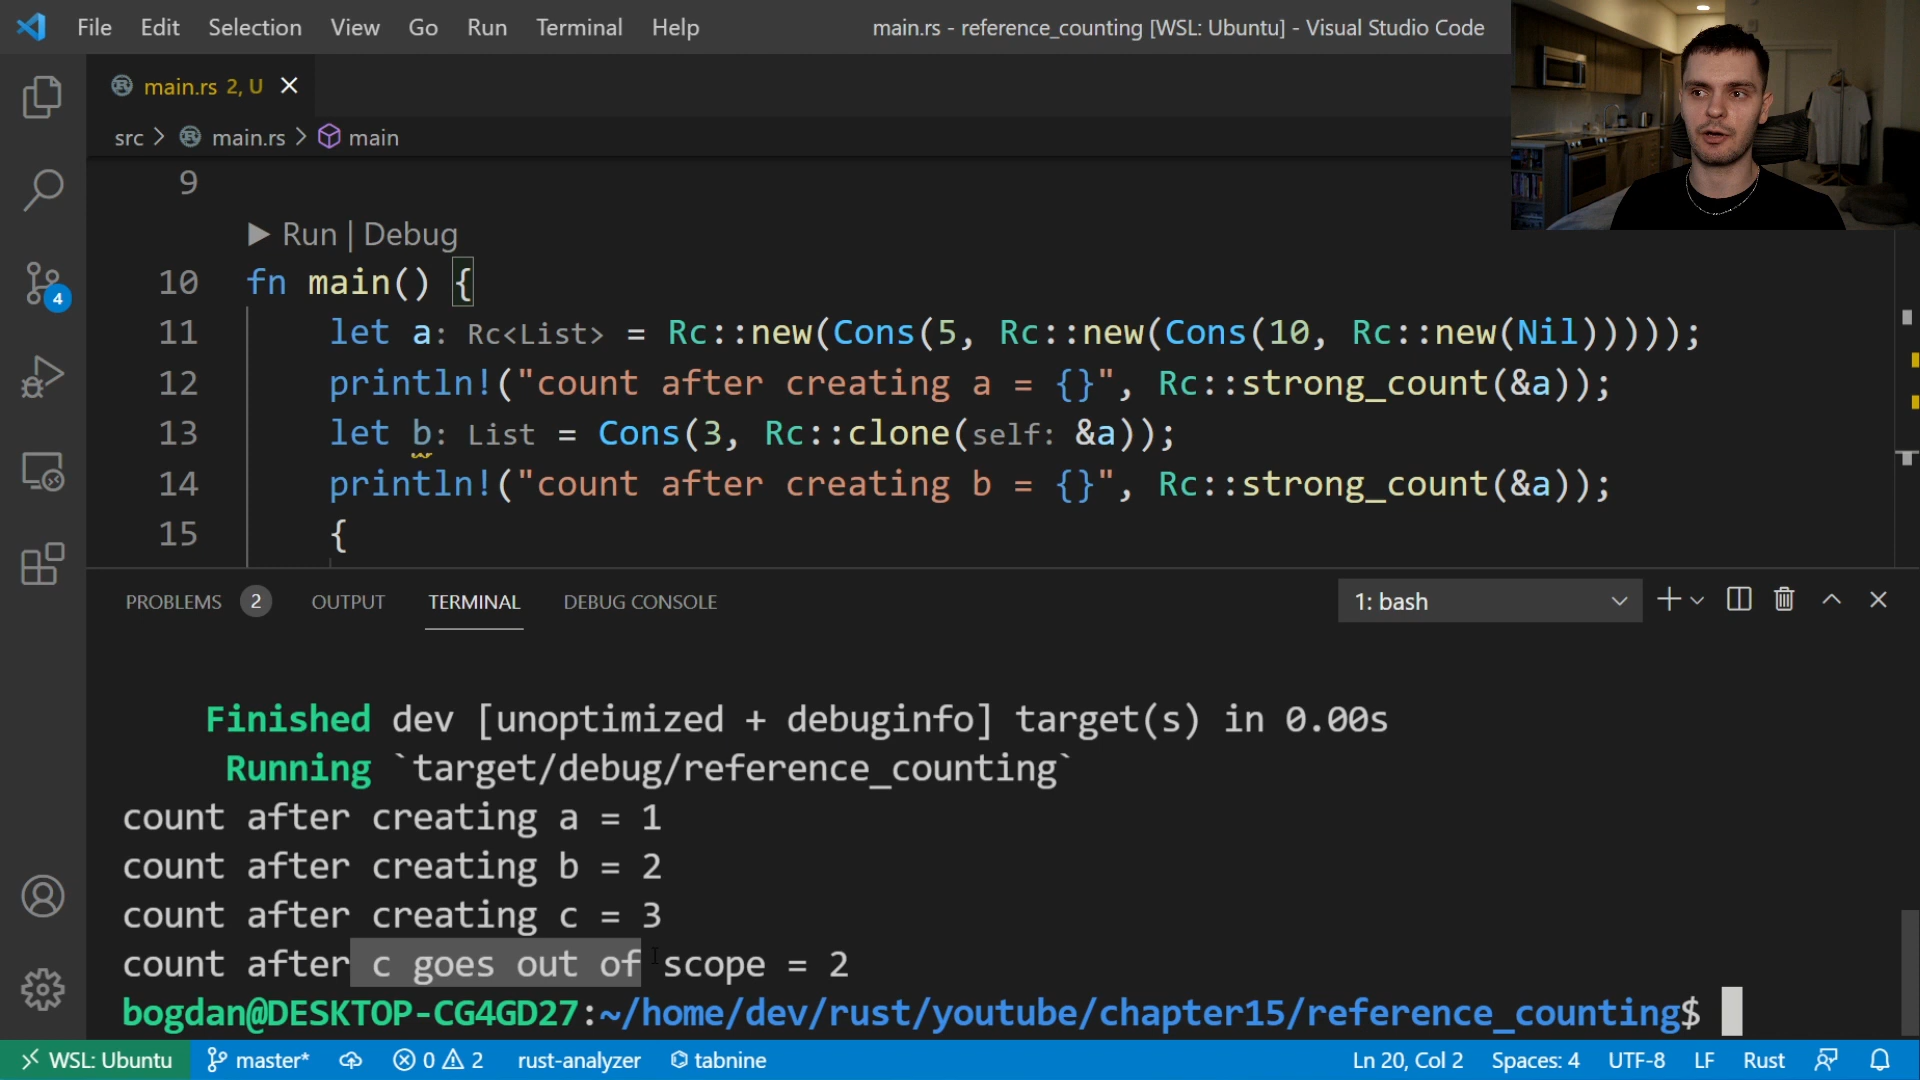 File Edit Selection View Go Run Terminal Help main.rs - reference_counting [WSL: Ubuntu] - Visual Studio Code
main.rs 2, U
src > main.rs > main
9
Run | Debug
10 fn main() {
11 let a: Rc<List> = Rc::new(Cons(5, Rc::new(Cons(10, Rc::new(Nil)))));
12 println!("count after creating a = {}", Rc::strong_count(&a));
13 let b: List = Cons(3, Rc::clone(self: &a));
14 println!("count after creating b = {}", Rc::strong_count(&a));
15 {
4
PROBLEMS 2 OUTPUT TERMINAL DEBUG CONSOLE 1: bash
Finished dev [unoptimized + debuginfo] target(s) in 0.00s
Running `target/debug/reference_counting`
count after creating a = 1
count after creating b = 2
count after creating c = 3
count after c goes out of scope = 2
bogdan@DESKTOP-CG4GD27:~/home/dev/rust/youtube/chapter15/reference_counting$
WSL: Ubuntu master* 0 2 rust-analyzer tabnine Ln 20, Col 2 Spaces: 4 UTF-8 LF Rust